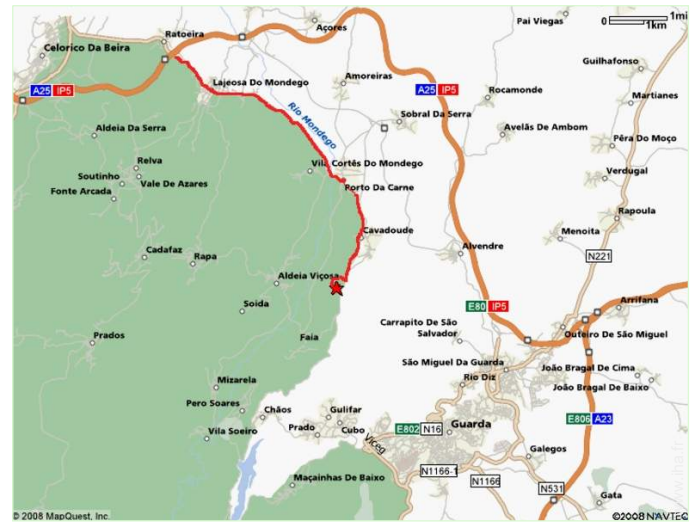 Ratoeira
Açores
Pai Viegas
0 1mi
1km
Celorico Da Beira
Guilhafonso
A25 IP5
Lajeosa Do Mondego
Amoreiras
A25 IP5
Rocamonde
Martianes
Rio Mondego
Sobral Da Serra
Aldeia Da Serra
Avelãs De Ambom
Pêra Do Moço
Relva
Vila Cortês Do Mondego
Soutinho
Vale De Azares
Verdugal
Fonte Arcada
Porto Da Carne
Rapoula
Cavadoude
Menoita
Cadafaz
Rapa
Alvendre
N221
Aldeia Viçosa
Soida
E80 IP5
Arrifana
Carrapito De São
Salvador
Outeiro De São Miguel
Prados
Faia
São Miguel Da Guarda
João Bragal De Cima
Rio Diz
João Bragal De Baixo
Mizarela
Pero Soares
Chãos
Gulifar
E806 A23
Prado
Cubo
E802 N16
Guarda
Vila Soeiro
Viceg
Galegos
N1166-1
N1166
N531
Maçainhas De Baixo
Gata
© 2008 MapQuest, Inc.
©2008 NAVTEQ